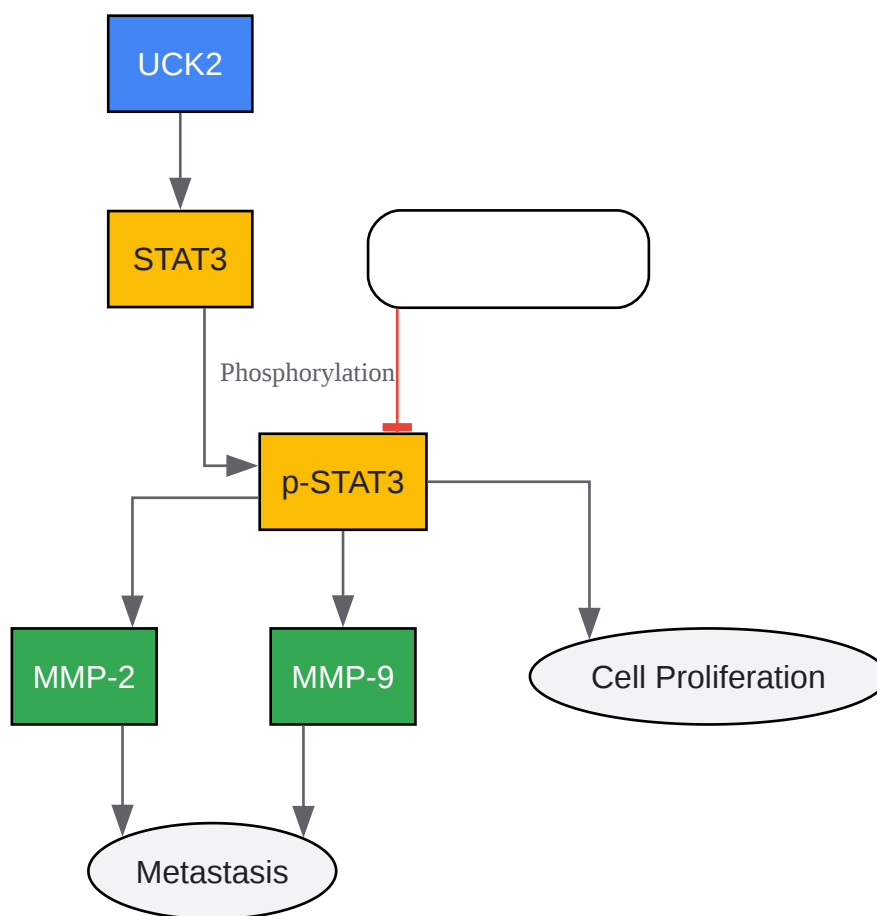 UCK2
STAT3
Phosphorylation
p-STAT3
MMP-2
MMP-9
Cell Proliferation
Metastasis